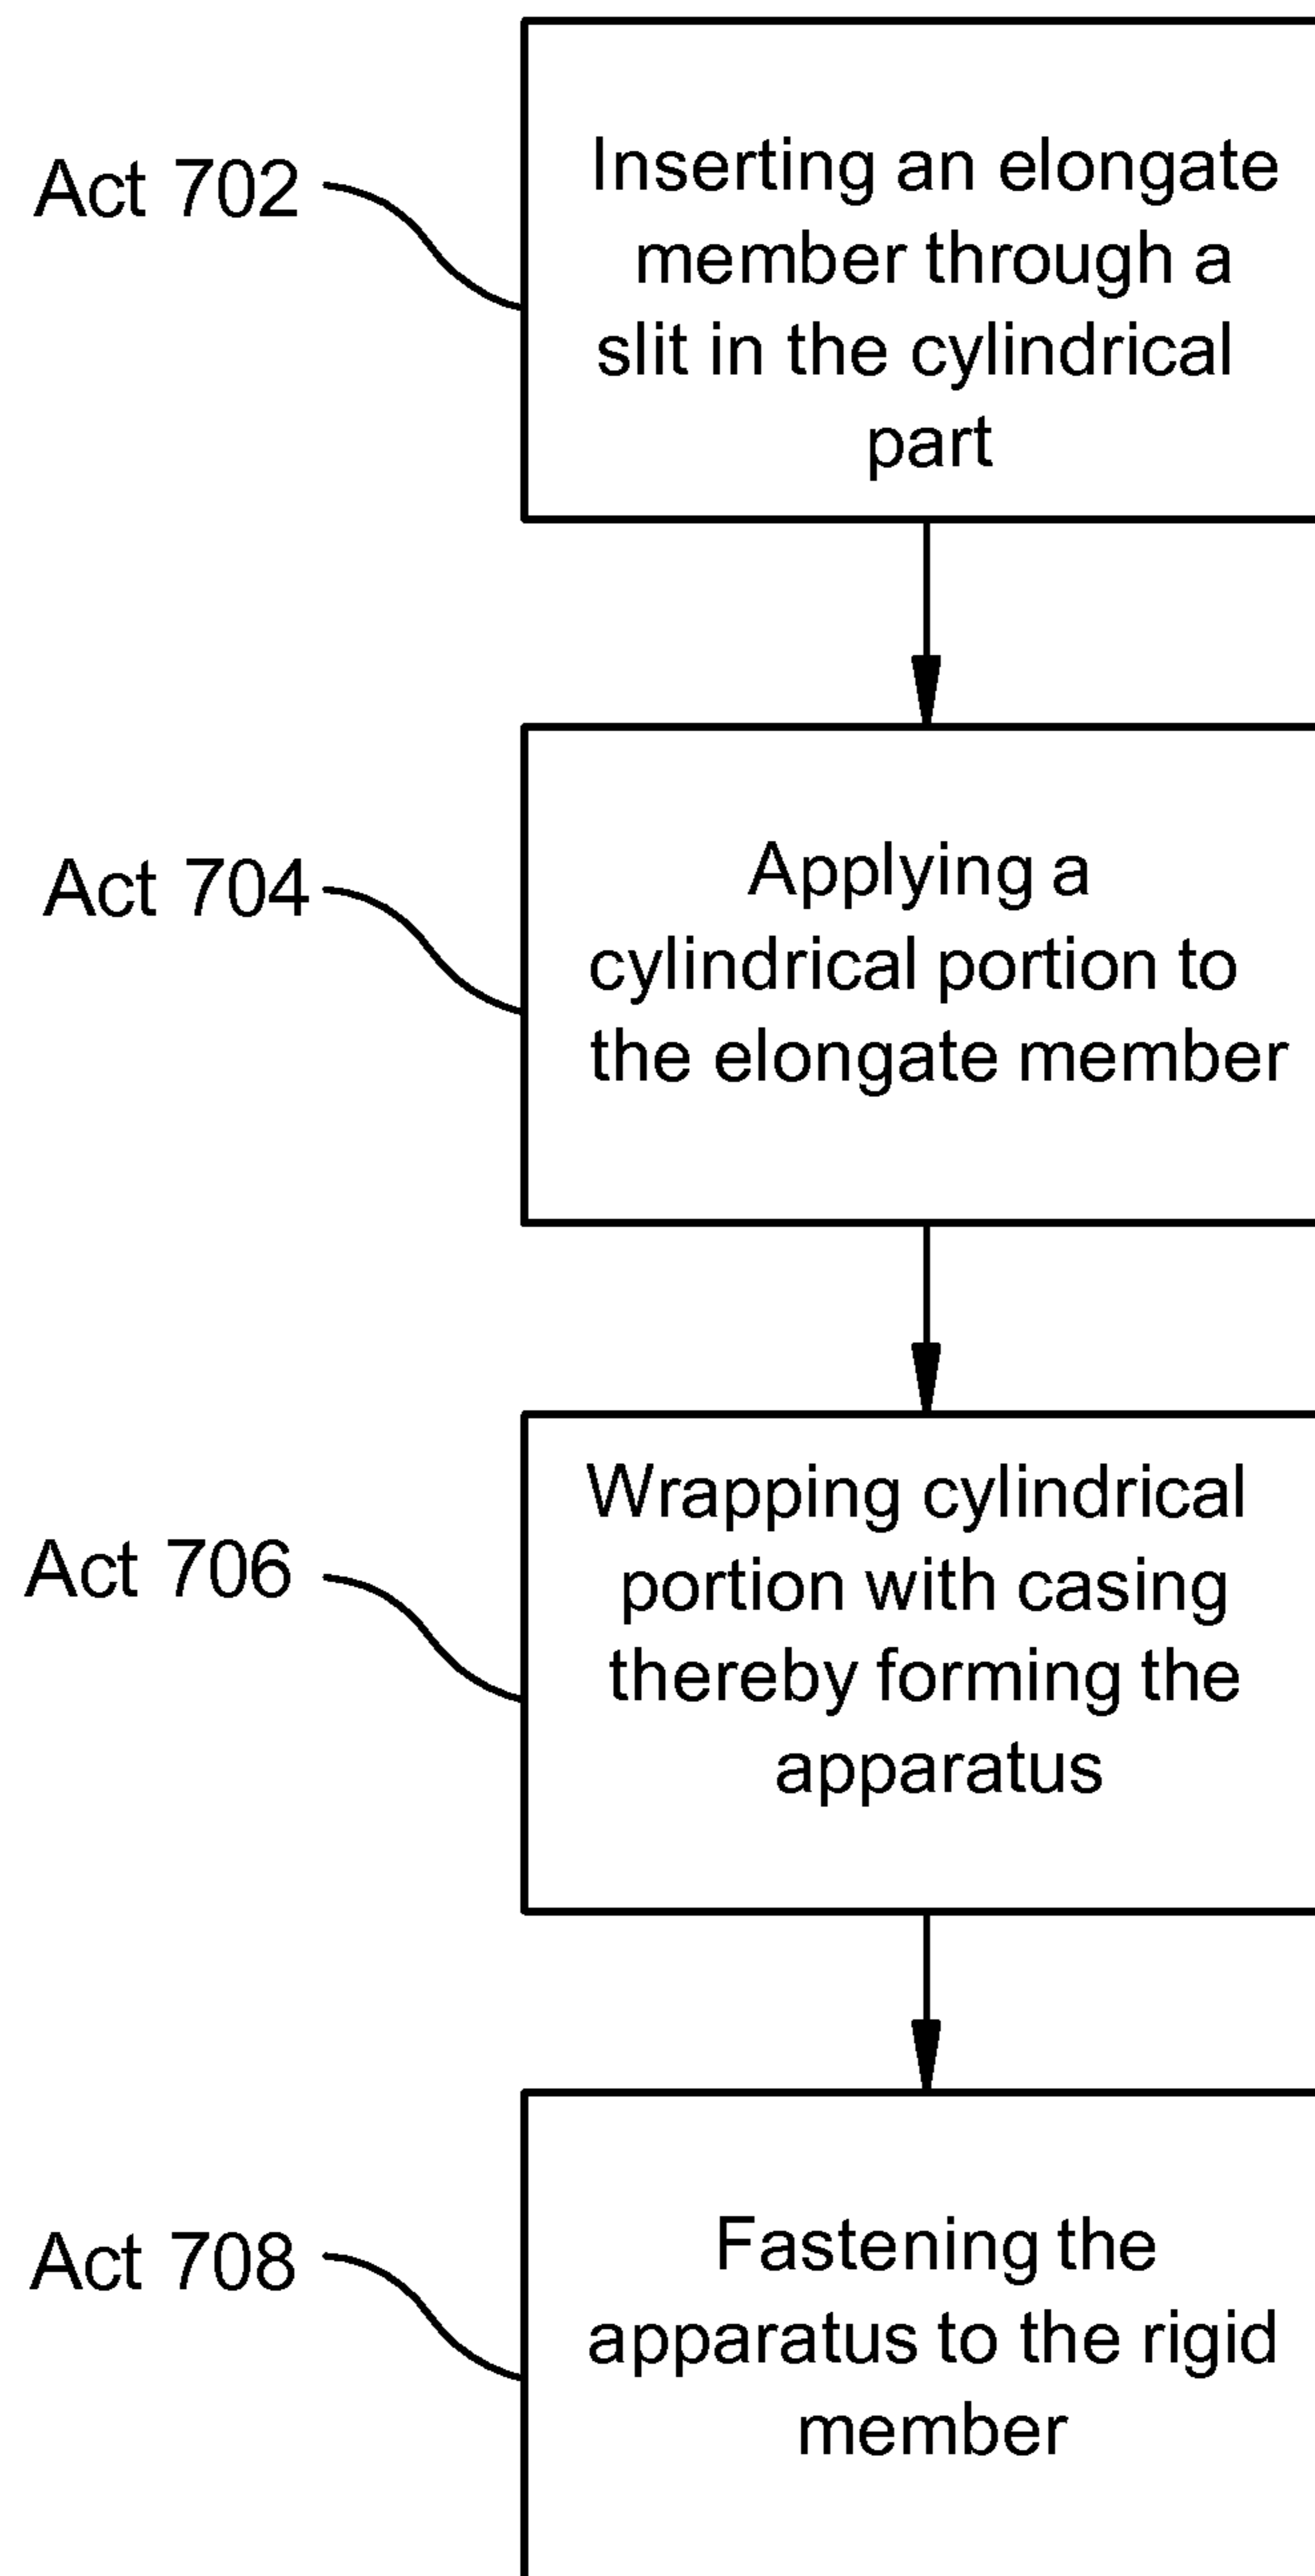 Act 702
Inserting an elongate
member through a
slit in the cylindrical
part
Act 704
Applying a
cylindrical portion to
the elongate member
Act 706
Wrapping cylindrical
portion with casing
thereby forming the
apparatus
Act 708
Fastening the
apparatus to the rigid
member